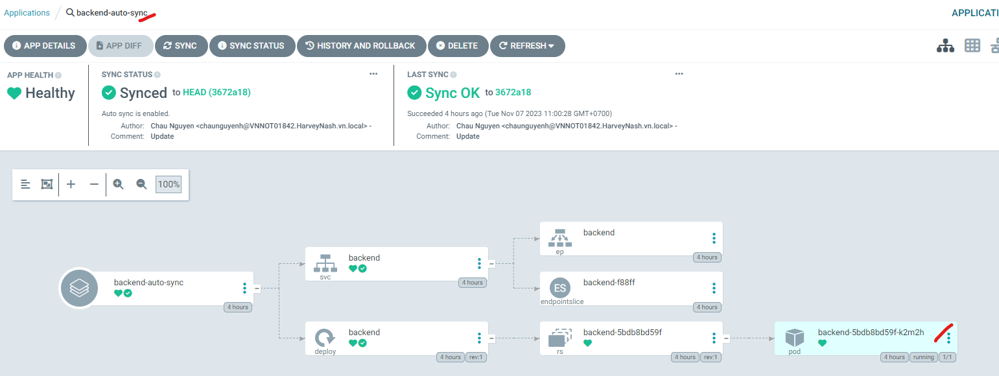 Applications / backend-auto-sync
APPLICATI
APP DETAILS APP DIFF SYNC SYNC STATUS HISTORY AND ROLLBACK DELETE REFRESH
APP HEALTH
Healthy
SYNC STATUS
Synced to HEAD (3672a18)
Auto sync is enabled.
Author: Chau Nguyen <chaunguyenh@VNNOT01842.HarveyNash.vn.local> -
Comment: Update
LAST SYNC
Sync OK to 3672a18
Succeeded 4 hours ago (Tue Nov 07 2023 11:00:28 GMT+0700)
Author: Chau Nguyen <chaunguyenh@VNNOT01842.HarveyNash.vn.local> -
Comment: Update
100%
backend-auto-sync
4 hours
backend
svc
4 hours
backend
ep
4 hours
ES
backend-f88ff
endpointslice
4 hours
backend
deploy
4 hours rev:1
backend-5bdb8bd59f
rs
4 hours rev:1
backend-5bdb8bd59f-k2m2h
pod
4 hours running 1/1